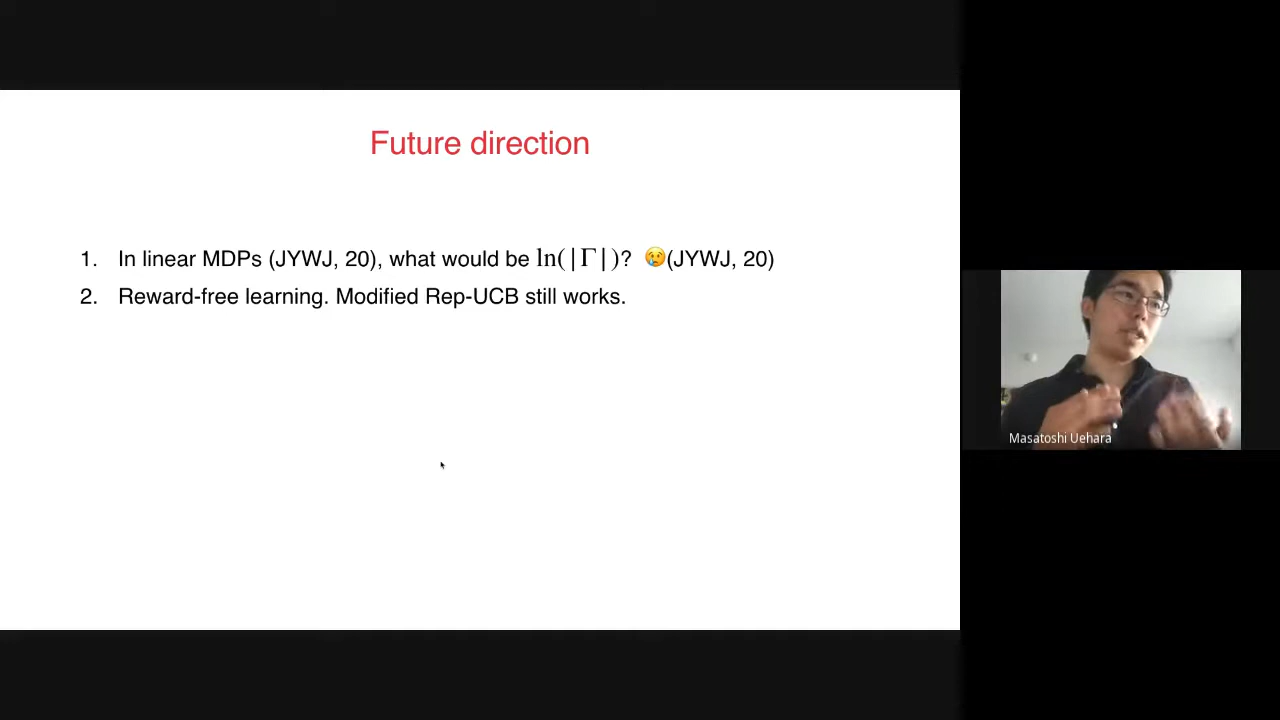 Future direction
1. In linear MDPs (JYWJ, 20), what would be ln(|Γ|)? 😢(JYWJ, 20)
2. Reward-free learning. Modified Rep-UCB still works.
Masatoshi Uehara